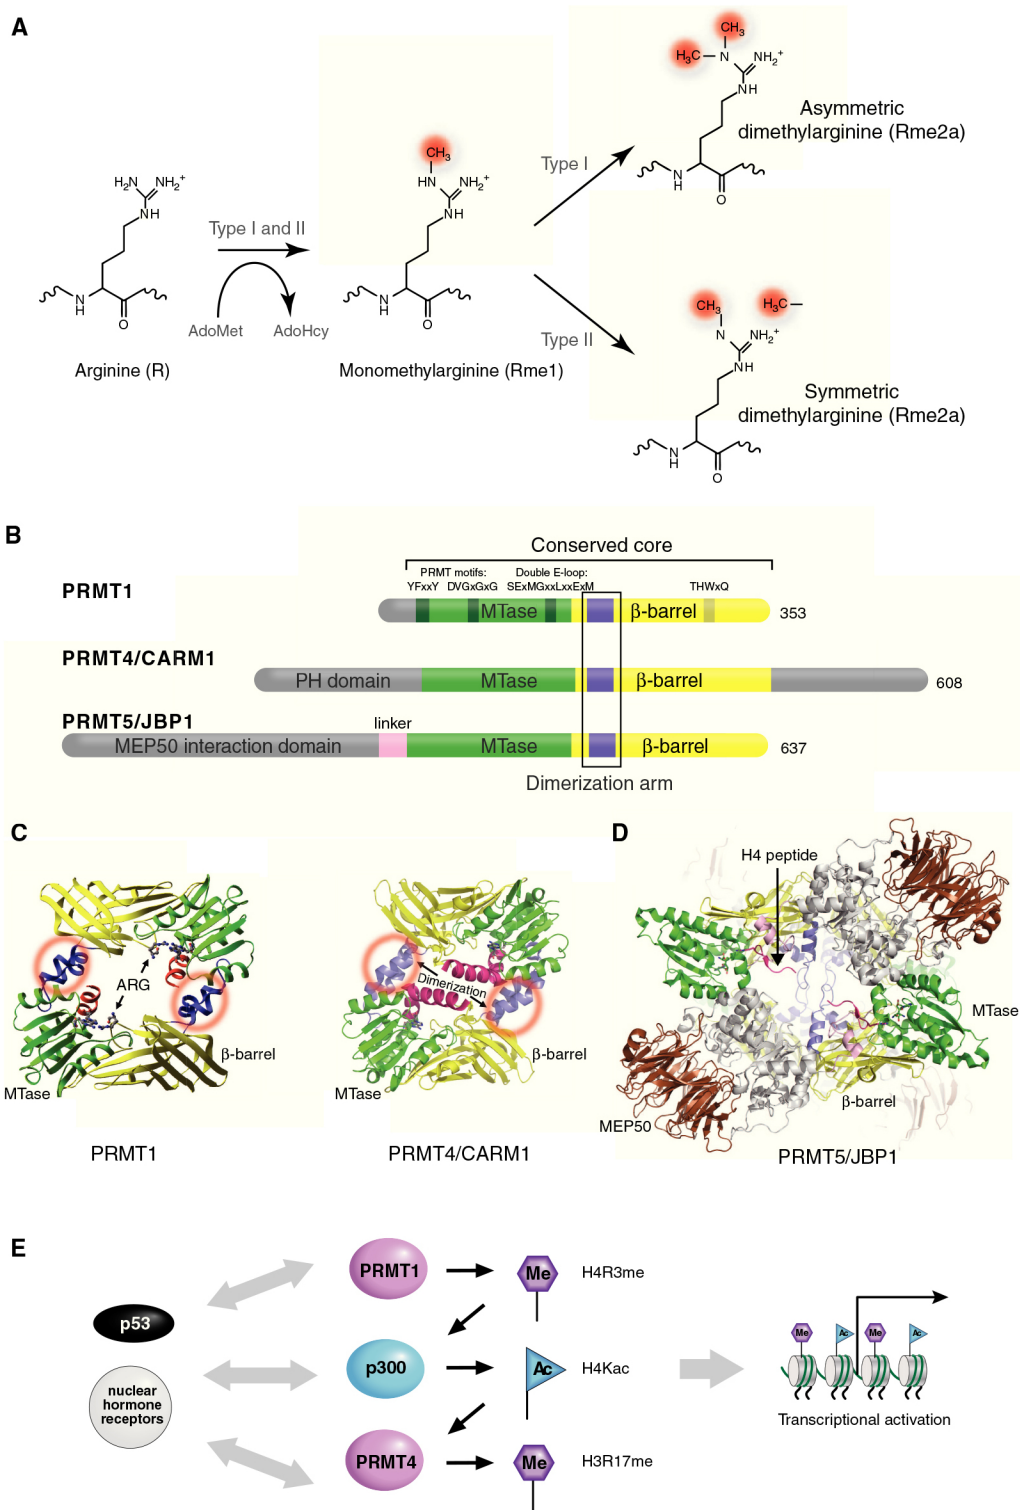 A
CH₃
H₃C
N
NH₂⁺
NH
Asymmetric
dimethylarginine (Rme2a)
N
H
O
Type I
CH₃
HN
NH₂⁺
NH
H₂N
NH₂⁺
NH
Type I and II
N
H
O
AdoMet
AdoHcy
N
H
O
Arginine (R)
Monomethylarginine (Rme1)
Type II
CH₃
H₃C
N
NH₂⁺
NH
Symmetric
dimethylarginine (Rme2a)
N
H
O
B
Conserved core
PRMT motifs:
Double E-loop:
YFxxY
DVGxGxG
SExMGxxLxxExM
THWxQ
PRMT1
MTase
β-barrel
353
PRMT4/CARM1
PH domain
MTase
β-barrel
608
PRMT5/JBP1
linker
MEP50 interaction domain
MTase
β-barrel
637
Dimerization arm
C
ARG
β-barrel
MTase
PRMT1
Dimerization
β-barrel
MTase
PRMT4/CARM1
D
H4 peptide
MTase
β-barrel
MEP50
PRMT5/JBP1
E
PRMT1
Me
H4R3me
p53
p300
Ac
H4Kac
nuclear
hormone
receptors
PRMT4
Me
H3R17me
Me
Ac
Me
Ac
Transcriptional activation